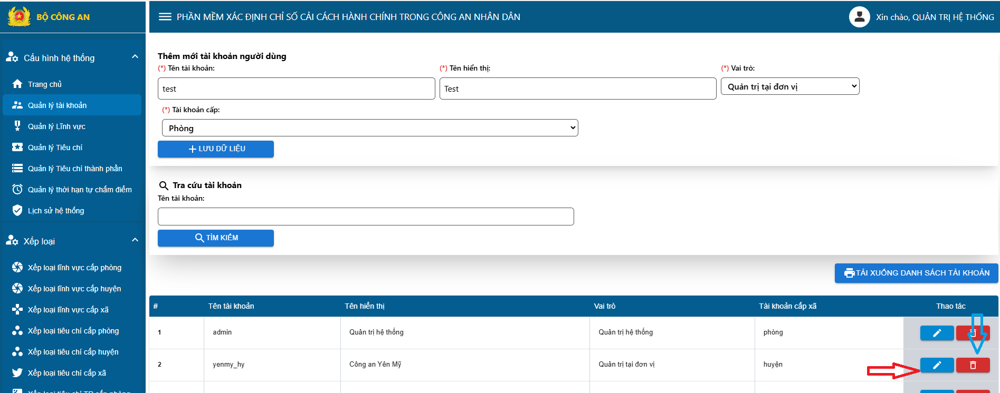 BỘ CÔNG AN
PHẦN MỀM XÁC ĐỊNH CHỈ SỐ CẢI CÁCH HÀNH CHÍNH TRONG CÔNG AN NHÂN DÂN
Xin chào, QUẢN TRỊ HỆ THỐNG
Cấu hình hệ thống
Trang chủ
Quản lý tài khoản
Quản lý Lĩnh vực
Quản lý Tiêu chí
Quản lý Tiêu chí thành phần
Quản lý thời hạn tự chấm điểm
Lịch sử hệ thống
Xếp loại
Xếp loại lĩnh vực cấp phòng
Xếp loại lĩnh vực cấp huyện
Xếp loại lĩnh vực cấp xã
Xếp loại tiêu chí cấp phòng
Xếp loại tiêu chí cấp huyện
Xếp loại tiêu chí cấp xã
Xếp loại tiêu chí TP cấp phòng
Thêm mới tài khoản người dùng
(*) Tên tài khoản: (*) Tên hiển thị: (*) Vai trò:
test Test Quản trị tại đơn vị
(*) Tài khoản cấp:
Phòng
LƯU DỮ LIỆU
Tra cứu tài khoản
Tên tài khoản:
TÌM KIẾM
TẢI XUỐNG DANH SÁCH TÀI KHOẢN
# Tên tài khoản Tên hiển thị Vai trò Tài khoản cấp xã Thao tác
1 admin Quản trị hệ thống Quản trị hệ thống phòng
2 yenmy_hy Công an Yên Mỹ Quản trị tại đơn vị huyện